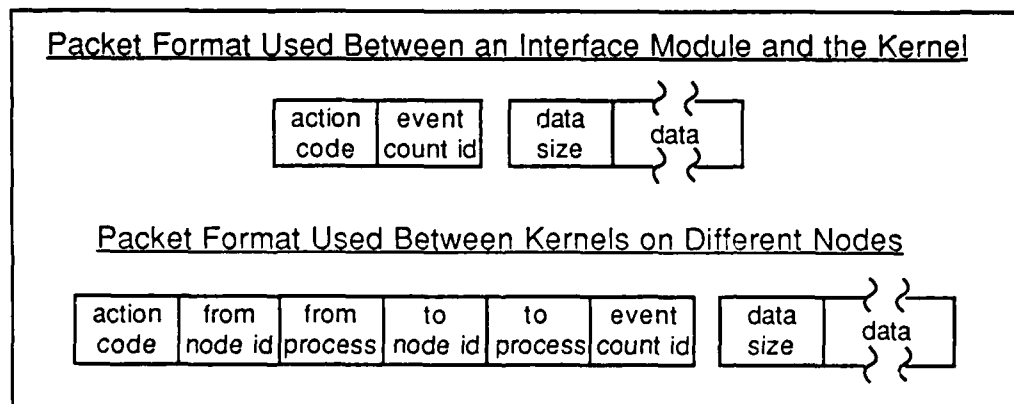 Packet Format Used Between an Interface Module and the Kernel
action event data data
code count id size
Packet Format Used Between Kernels on Different Nodes
action from from to to event data data
code node id process node id process count id size